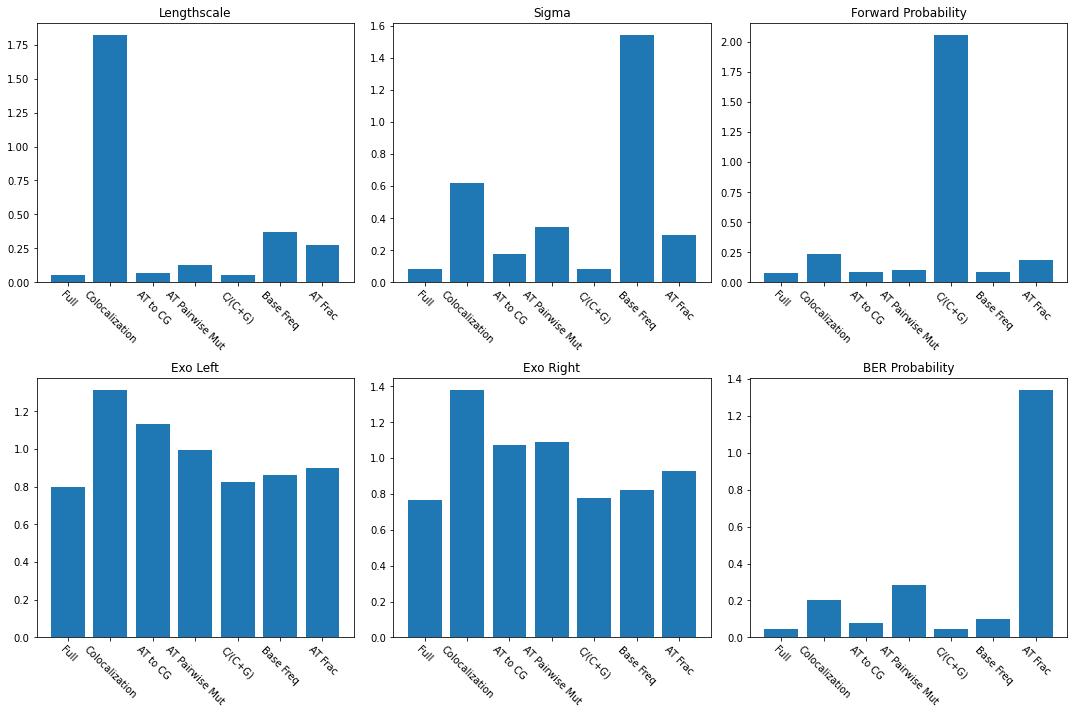 Lengthscale
1.75
1.50
1.25
1.00
0.75
0.50
0.25
0.00
Full
Colocalization
AT to CG
AT Pairwise Mut
C/(C+G)
Base Freq
AT Frac
Sigma
1.6
1.4
1.2
1.0
0.8
0.6
0.4
0.2
0.0
Full
Colocalization
AT to CG
AT Pairwise Mut
C/(C+G)
Base Freq
AT Frac
Forward Probability
2.00
1.75
1.50
1.25
1.00
0.75
0.50
0.25
0.00
Full
Colocalization
AT to CG
AT Pairwise Mut
C/(C+G)
Base Freq
AT Frac
Exo Left
1.2
1.0
0.8
0.6
0.4
0.2
0.0
Full
Colocalization
AT to CG
AT Pairwise Mut
C/(C+G)
Base Freq
AT Frac
Exo Right
1.4
1.2
1.0
0.8
0.6
0.4
0.2
0.0
Full
Colocalization
AT to CG
AT Pairwise Mut
C/(C+G)
Base Freq
AT Frac
BER Probability
1.4
1.2
1.0
0.8
0.6
0.4
0.2
0.0
Full
Colocalization
AT to CG
AT Pairwise Mut
C/(C+G)
Base Freq
AT Frac